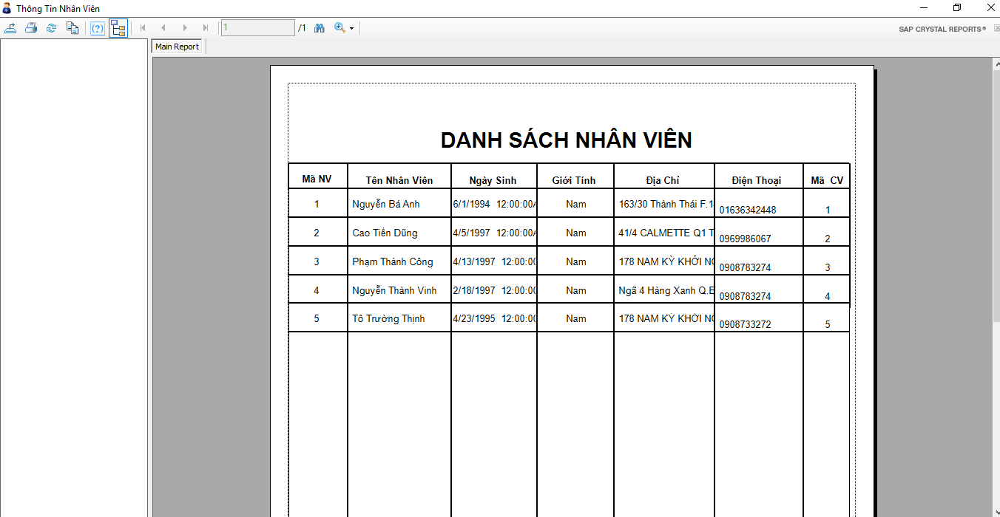 Thông Tin Nhân Viên
1 /1 SAP CRYSTAL REPORTS®
Main Report
DANH SÁCH NHÂN VIÊN
Mã NV Tên Nhân Viên Ngày Sinh Giới Tính Địa Chỉ Điện Thoại Mã CV
1 Nguyễn Bá Anh 6/1/1994 12:00:00A Nam 163/30 Thành Thái F.1 01636342448 1
2 Cao Tiến Dũng 4/5/1997 12:00:00A Nam 41/4 CALMETTE Q1 T 0969986067 2
3 Phạm Thành Công 4/13/1997 12:00:00 Nam 178 NAM KỲ KHỞI NG 0908783274 3
4 Nguyễn Thành Vinh 2/18/1997 12:00:00 Nam Ngã 4 Hàng Xanh Q.B 0908783274 4
5 Tô Trường Thịnh 4/23/1995 12:00:00 Nam 178 NAM KỲ KHỞI NG 0908733272 5